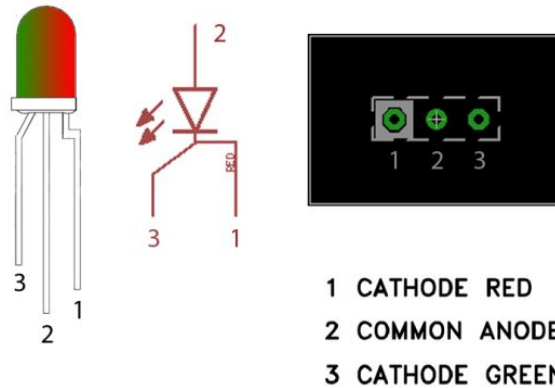 2
RED
3 1
3
2
1
1 2 3
1 CATHODE RED
2 COMMON ANODE
3 CATHODE GREEN